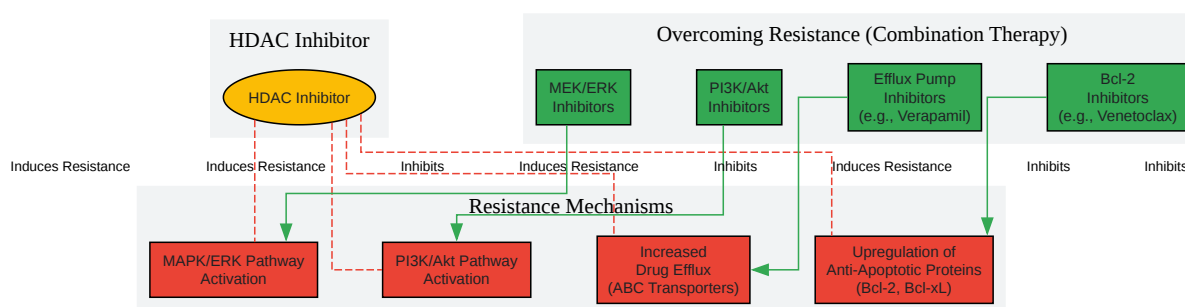 HDAC Inhibitor
Overcoming Resistance (Combination Therapy)
HDAC Inhibitor
MEK/ERK
Inhibitors
PI3K/Akt
Inhibitors
Efflux Pump
Inhibitors
(e.g., Verapamil)
Bcl-2
Inhibitors
(e.g., Venetoclax)
Induces Resistance
Induces Resistance
Inhibits
Induces Resistance
Inhibits
Induces Resistance
Inhibits
Inhibits
Resistance Mechanisms
MAPK/ERK Pathway
Activation
PI3K/Akt Pathway
Activation
Increased
Drug Efflux
(ABC Transporters)
Upregulation of
Anti-Apoptotic Proteins
(Bcl-2, Bcl-xL)